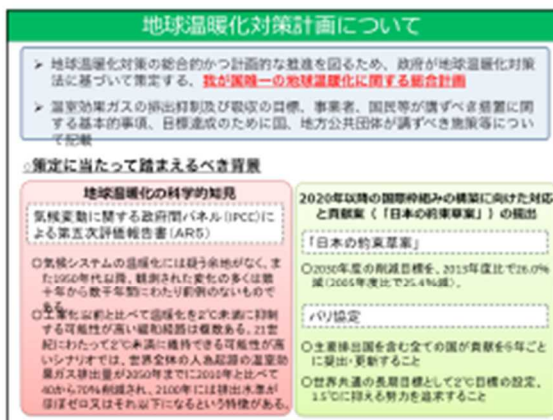 地球温暖化対策計画について
➢ 地球温暖化対策の総合的かつ計画的な推進を図るため、政府が地球温暖化対策
法に基づいて策定する、我が国唯一の地球温暖化に関する総合計画
➢ 温室効果ガスの排出抑制及び吸収の目標、事業者、国民等が講ずべき措置に関
する基本的事項、目標達成のために国、地方公共団体が講ずべき施策等につい
て記載
○策定に当たって踏まえるべき背景
地球温暖化の科学的知見
気候変動に関する政府間パネル(IPCC)に
よる第五次評価報告書(AR5)
○気候システムの温暖化には疑う余地がなく、ま
た1950年代以降、観測された変化の多くは数
十年から数千年間にわたり前例のないもので
ある。
○工業化以前と比べて温暖化を2℃未満に抑制
する可能性が高い緩和経路は複数ある。21世
紀にわたって2℃未満に維持できる可能性が高
いシナリオでは、世界全体の人為起源の温室効
果ガス排出量が2050年までに2010年と比べて
40から70%削減され、2100年には排出水準が
ほぼゼロ又はそれ以下になるという特徴がある。
2020年以降の国際枠組みの構築に向けた対応
と貢献案(「日本の約束草案」)の提出
「日本の約束草案」
○2030年度の削減目標を、2013年度比で26.0%
減(2005年度比で25.4%減)。
パリ協定
○主要排出国を含む全ての国が貢献を5年ごと
に提出・更新すること
○世界共通の長期目標として2℃目標の設定、
1.5℃に抑える努力を追求すること